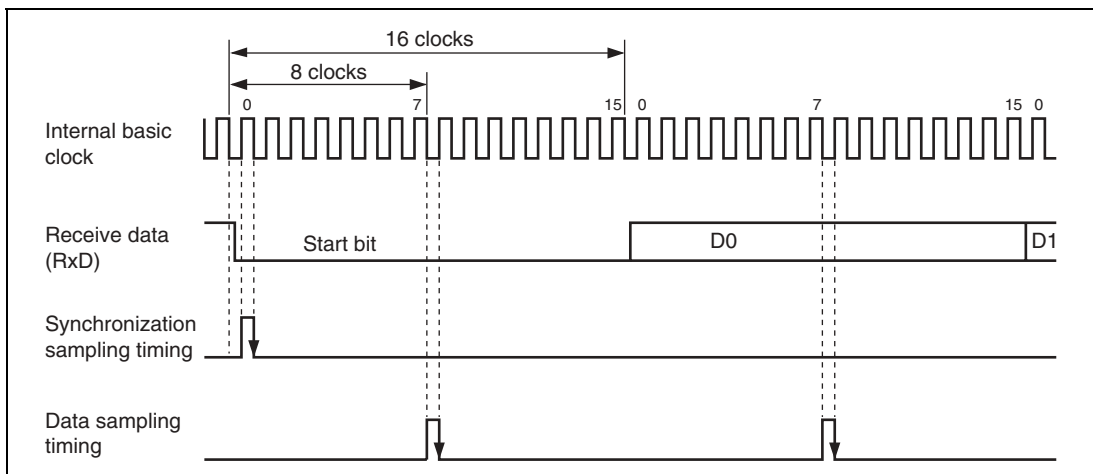 16 clocks
8 clocks
0 7 15 0 7 15 0
Internal basic
clock
Receive data
(RxD)
Start bit D0 D1
Synchronization
sampling timing
Data sampling
timing